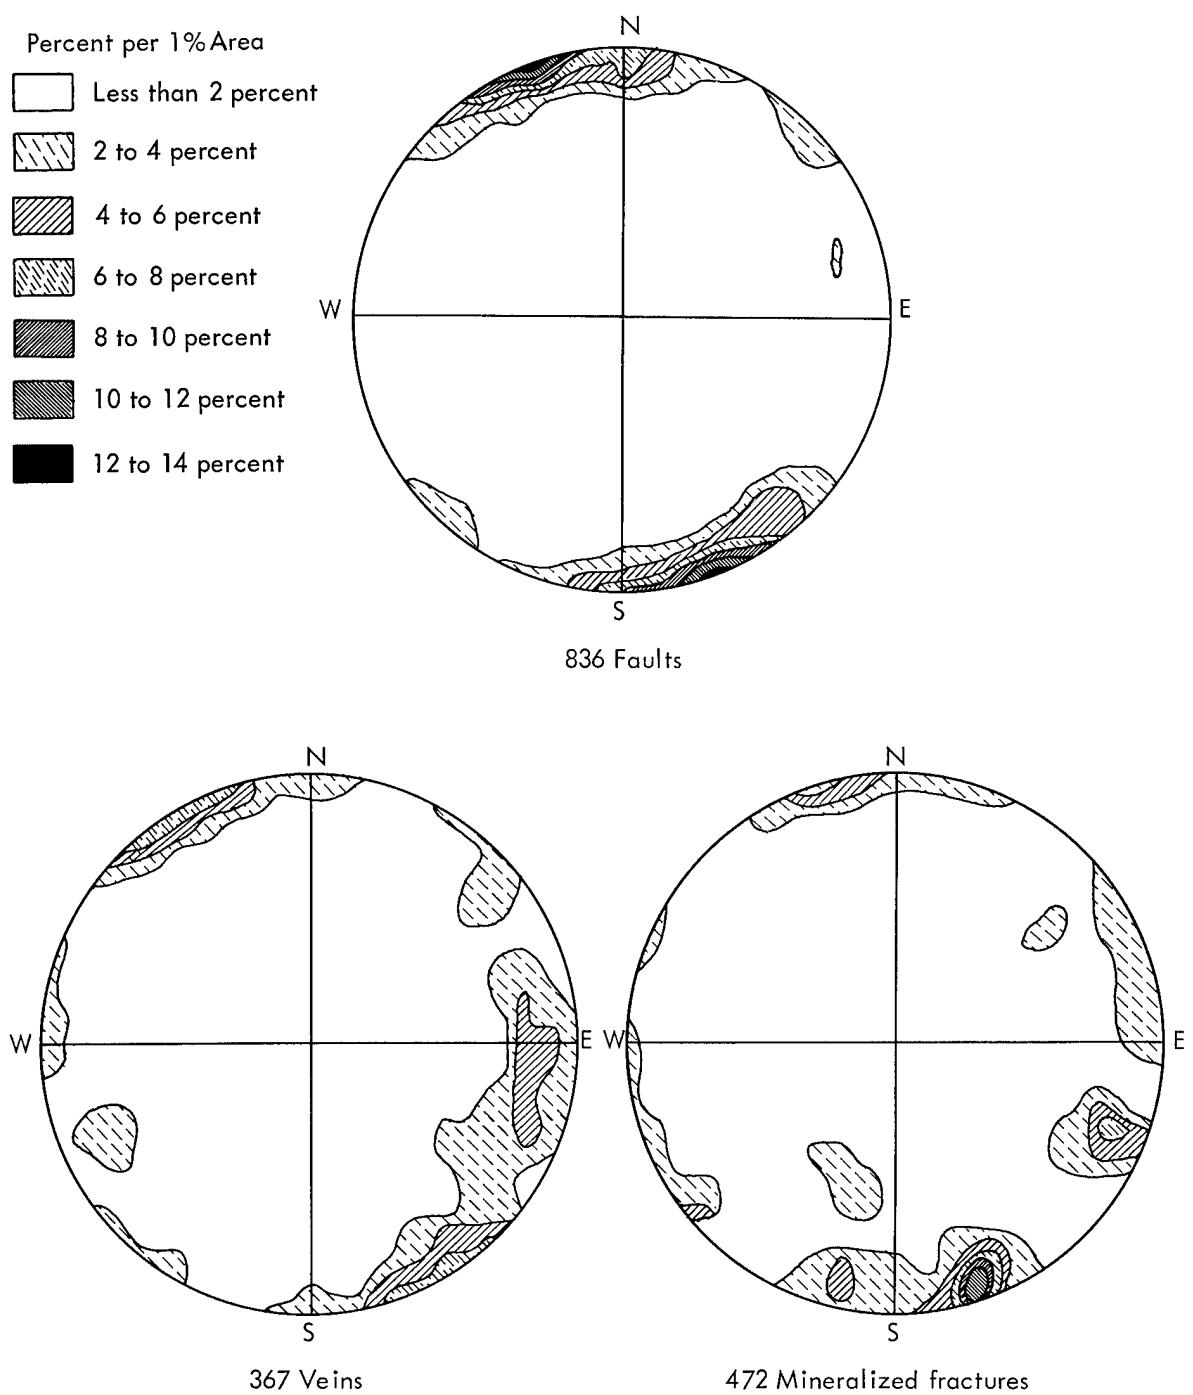 Percent per 1% Area
Less than 2 percent
2 to 4 percent
4 to 6 percent
6 to 8 percent
8 to 10 percent
10 to 12 percent
12 to 14 percent
N
W
E
S
836 Faults
N
W
E
S
367 Veins
N
W
E
S
472 Mineralized fractures